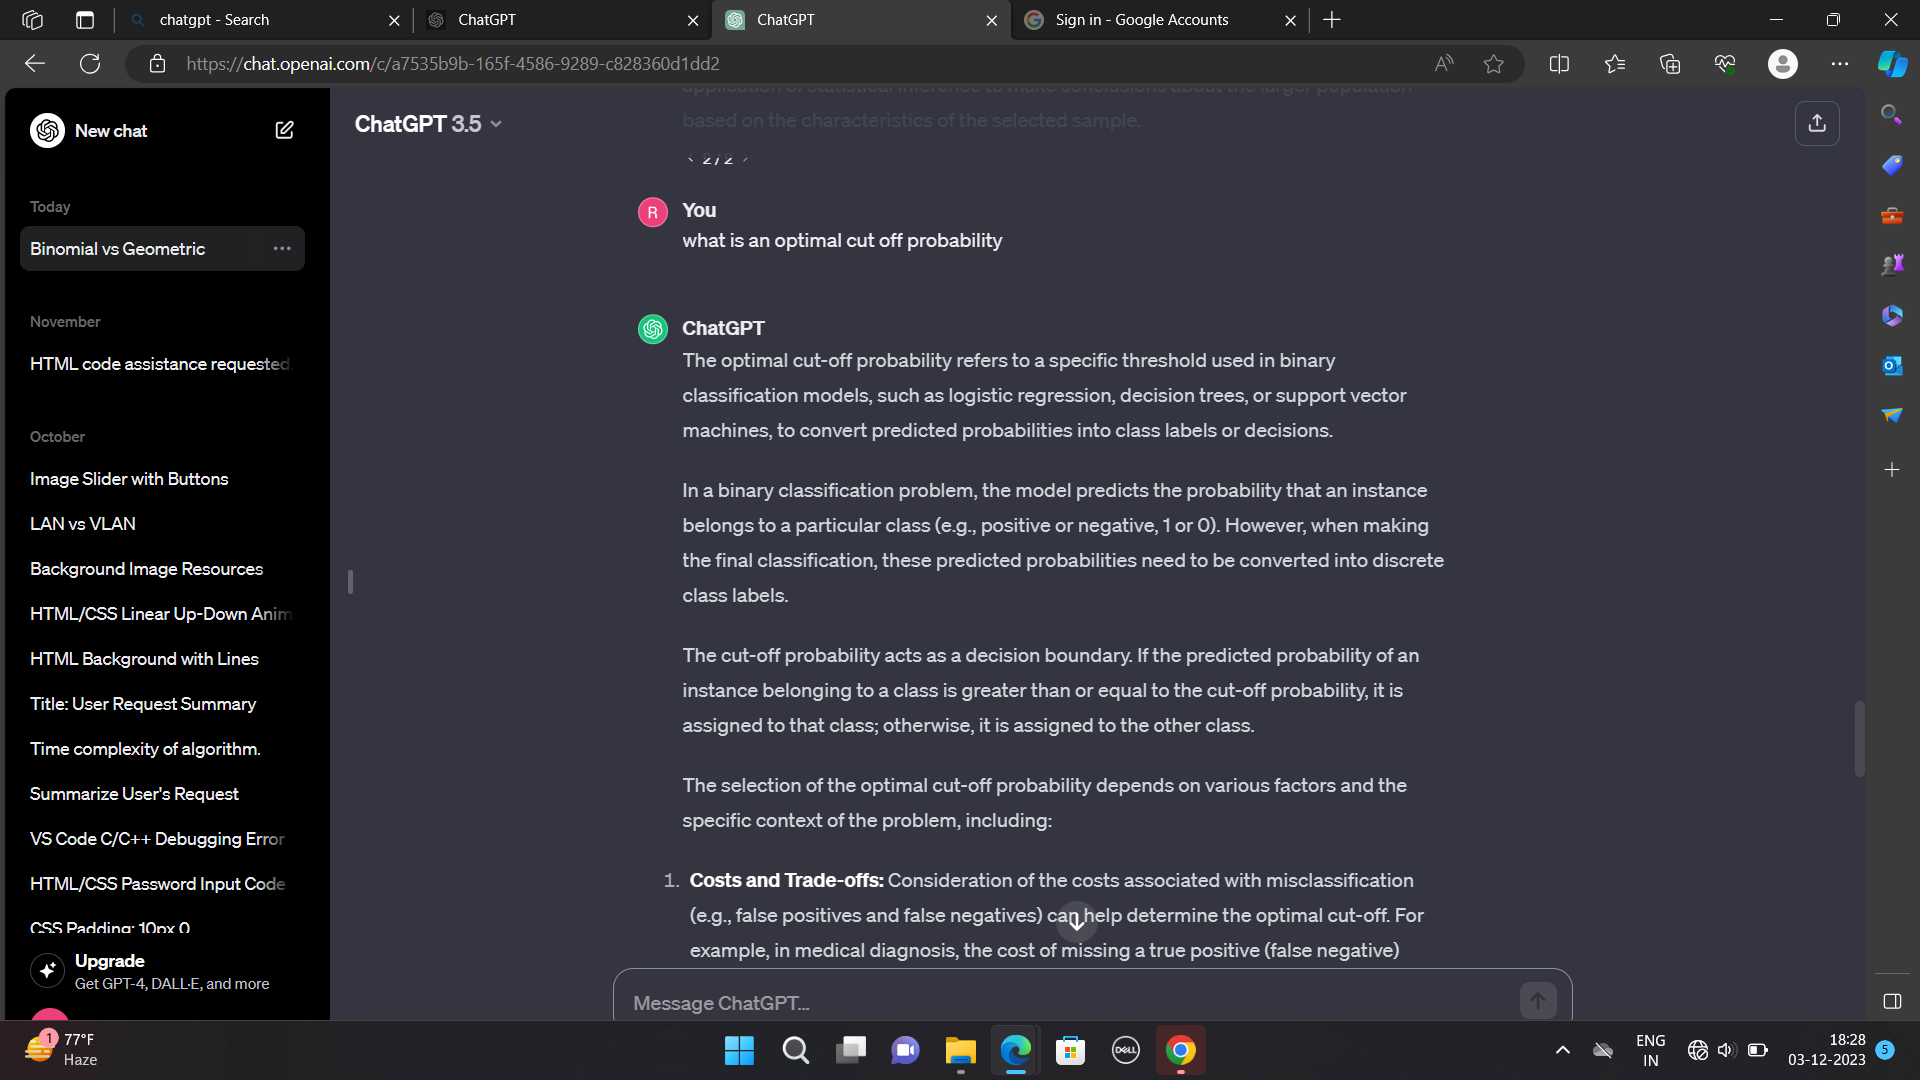 chatgpt - Search
ChatGPT
ChatGPT
Sign in - Google Accounts
https://chat.openai.com/c/a7535b9b-165f-4586-9289-c828360d1dd2
New chat
Today
Binomial vs Geometric
November
HTML code assistance requested.
October
Image Slider with Buttons
LAN vs VLAN
Background Image Resources
HTML/CSS Linear Up-Down Anim
HTML Background with Lines
Title: User Request Summary
Time complexity of algorithm.
Summarize User's Request
VS Code C/C++ Debugging Error
HTML/CSS Password Input Code
CSS Padding: 10px 0
Upgrade
Get GPT-4, DALL·E, and more
ChatGPT 3.5
application of statistical inference to make conclusions about the larger population
based on the characteristics of the selected sample.
2 / 2
R
You
what is an optimal cut off probability
ChatGPT
The optimal cut-off probability refers to a specific threshold used in binary
classification models, such as logistic regression, decision trees, or support vector
machines, to convert predicted probabilities into class labels or decisions.
In a binary classification problem, the model predicts the probability that an instance
belongs to a particular class (e.g., positive or negative, 1 or 0). However, when making
the final classification, these predicted probabilities need to be converted into discrete
class labels.
The cut-off probability acts as a decision boundary. If the predicted probability of an
instance belonging to a class is greater than or equal to the cut-off probability, it is
assigned to that class; otherwise, it is assigned to the other class.
The selection of the optimal cut-off probability depends on various factors and the
specific context of the problem, including:
1. Costs and Trade-offs: Consideration of the costs associated with misclassification
(e.g., false positives and false negatives) can help determine the optimal cut-off. For
example, in medical diagnosis, the cost of missing a true positive (false negative)
Message ChatGPT...
1
77°F
Haze
DELL
ENG
IN
18:28
03-12-2023
5